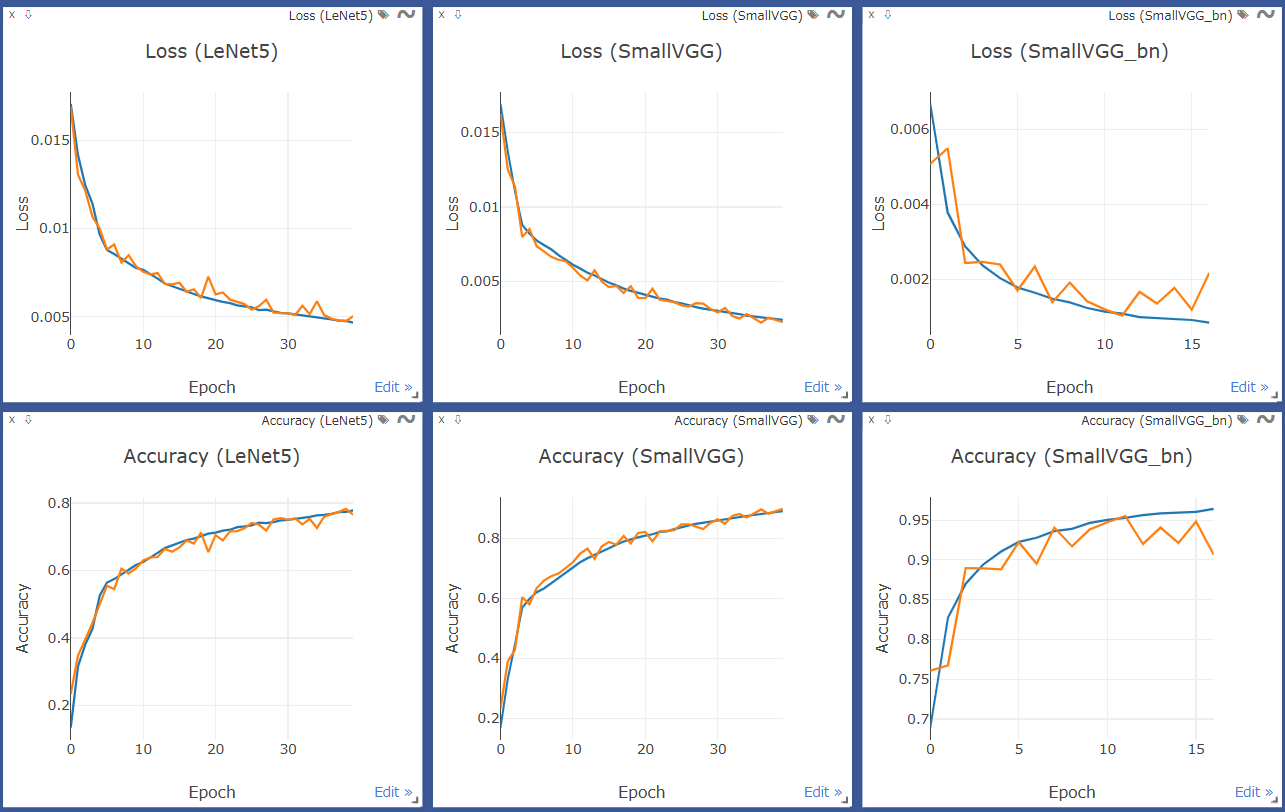 x ⇩ Loss (LeNet5)
Loss (LeNet5)
Loss
0.015
0.01
0.005
0 10 20 30
Epoch
Edit »
x ⇩ Loss (SmallVGG)
Loss (SmallVGG)
Loss
0.015
0.01
0.005
0 10 20 30
Epoch
Edit »
x ⇩ Loss (SmallVGG_bn)
Loss (SmallVGG_bn)
Loss
0.006
0.004
0.002
0 5 10 15
Epoch
Edit »
x ⇩ Accuracy (LeNet5)
Accuracy (LeNet5)
Accuracy
0.8
0.6
0.4
0.2
0 10 20 30
Epoch
Edit »
x ⇩ Accuracy (SmallVGG)
Accuracy (SmallVGG)
Accuracy
0.8
0.6
0.4
0.2
0 10 20 30
Epoch
Edit »
x ⇩ Accuracy (SmallVGG_bn)
Accuracy (SmallVGG_bn)
Accuracy
0.95
0.9
0.85
0.8
0.75
0.7
0 5 10 15
Epoch
Edit »